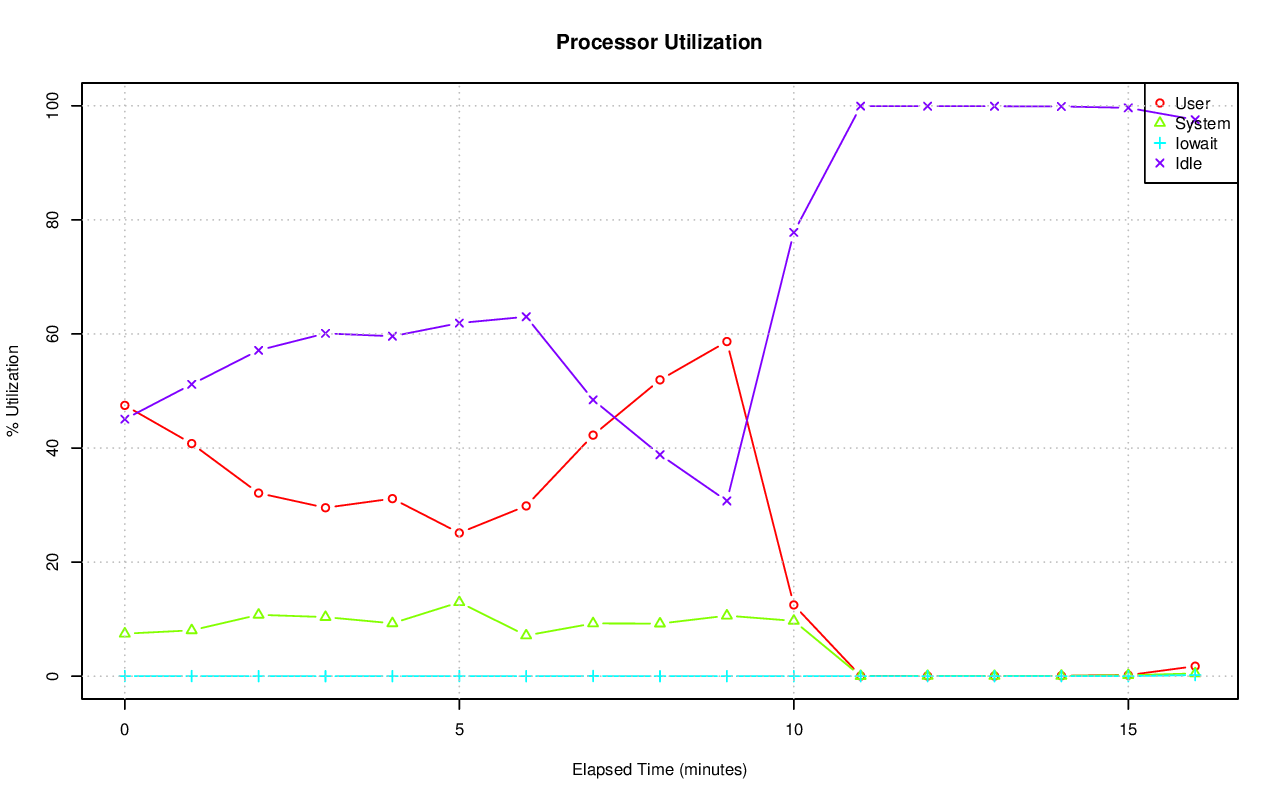 Processor Utilization
User
System
Iowait
Idle
% Utilization
100
80
60
40
20
0
0 5 10 15
Elapsed Time (minutes)